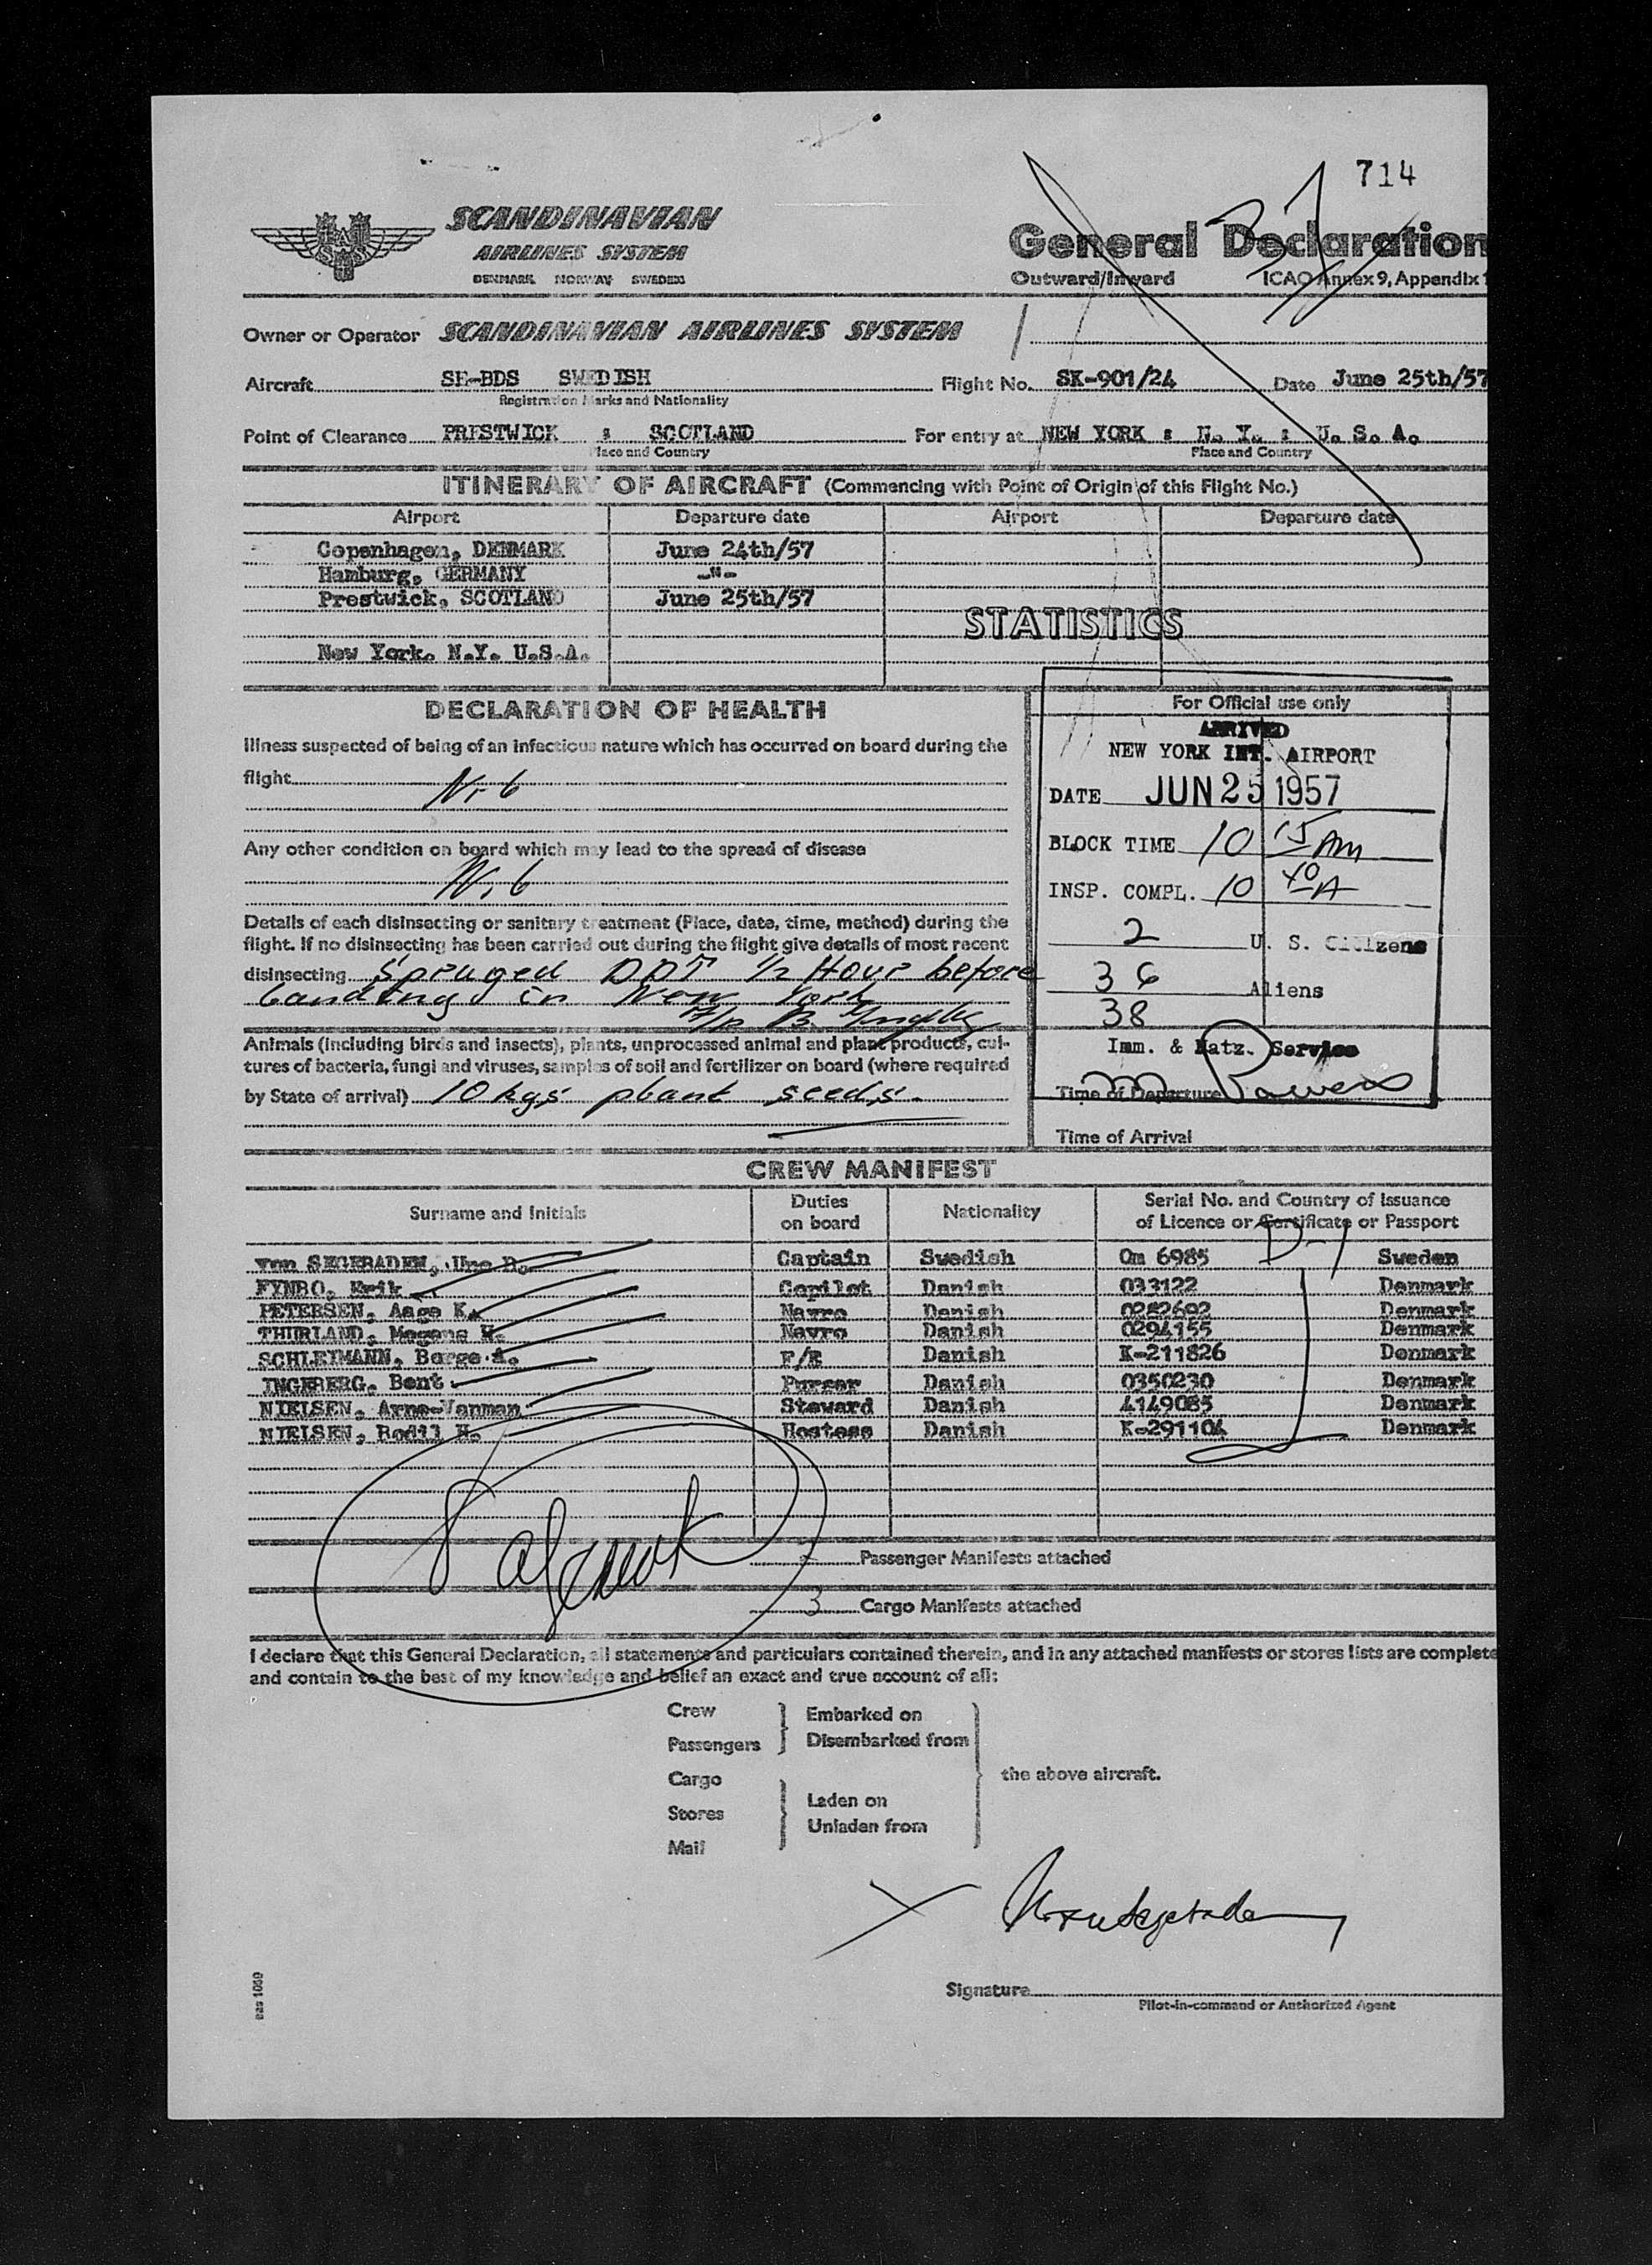 714
SCANDINAVIAN
AIRLINES SYSTEM
DENMARK NORWAY SWEDEN
General Declaration
Outward/Inward ICAO Annex 9, Appendix 1
Owner or Operator SCANDINAVIAN AIRLINES SYSTEM
Aircraft SE-BDS SWEDISH Flight No. SK-901/24 Date June 25th/57
Registration Marks and Nationality
Point of Clearance PRESTWICK : SCOTLAND For entry at NEW YORK : N. Y. : U. S. A.
Place and Country Place and Country
ITINERARY OF AIRCRAFT (Commencing with Point of Origin of this Flight No.)
Airport Departure date Airport Departure date
Copenhagen, DENMARK June 24th/57
Hamburg, GERMANY -"-
Prestwick, SCOTLAND June 25th/57
STATISTICS
New York. N.Y. U.S.A.
DECLARATION OF HEALTH
Illness suspected of being of an infectious nature which has occurred on board during the
flight
Any other condition on board which may lead to the spread of disease
Details of each disinsecting or sanitary treatment (Place, date, time, method) during the
flight. If no disinsecting has been carried out during the flight give details of most recent
disinsecting Sprayed DDT 1/2 Hour before
landing in New York
Animals (including birds and insects), plants, unprocessed animal and plant products, cul-
tures of bacteria, fungi and viruses, samples of soil and fertilizer on board (where required
by State of arrival) 10 kgs plant seeds.
For Official use only
ARRIVED
NEW YORK INT. AIRPORT
DATE JUN 25 1957
BLOCK TIME 10 15 AM
INSP. COMPL. 10 40 A
2 U. S. Citizens
36 Aliens
38
Imm. & Natz. Service
Time of Departure
Time of Arrival
CREW MANIFEST
Surname and Initials Duties on board Nationality Serial No. and Country of Issuance of Licence or Certificate or Passport
von SEGEBADEN, Une R. Captain Swedish Qm 6985 D-1 Sweden
FYNBO, Erik Copilot Danish 033122 Denmark
PETERSEN, Aage K. Navro Danish 0282692 Denmark
THURLAND, Mogens W. Navro Danish 0294155 Denmark
SCHLEIMANN, Borge A. F/E Danish K-211826 Denmark
INGEBERG, Bent Purser Danish 0350230 Denmark
NIELSEN, Arne-Vanman Steward Danish 4149085 Denmark
NIELSEN, Bodil H. Hostess Danish K-291104 Denmark
Passenger Manifests attached
3 Cargo Manifests attached
I declare that this General Declaration, all statements and particulars contained therein, and in any attached manifests or stores lists are complete
and contain to the best of my knowledge and belief an exact and true account of all:
Crew
Passengers
Embarked on
Disembarked from
Cargo
Stores
Mail
Laden on
Unladen from
the above aircraft.
Signature
Pilot-in-command or Authorized Agent
sas 1080